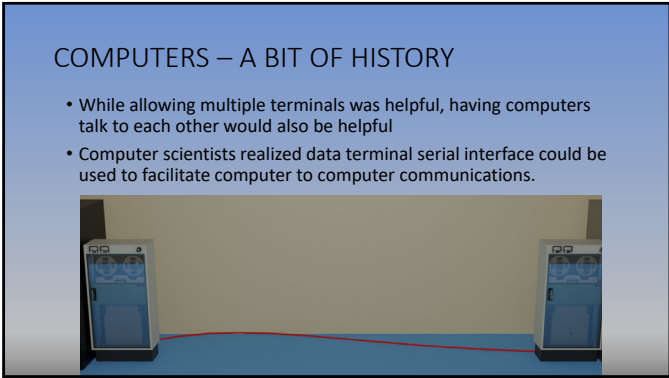 COMPUTERS – A BIT OF HISTORY
• While allowing multiple terminals was helpful, having computers
talk to each other would also be helpful
• Computer scientists realized data terminal serial interface could be
used to facilitate computer to computer communications.